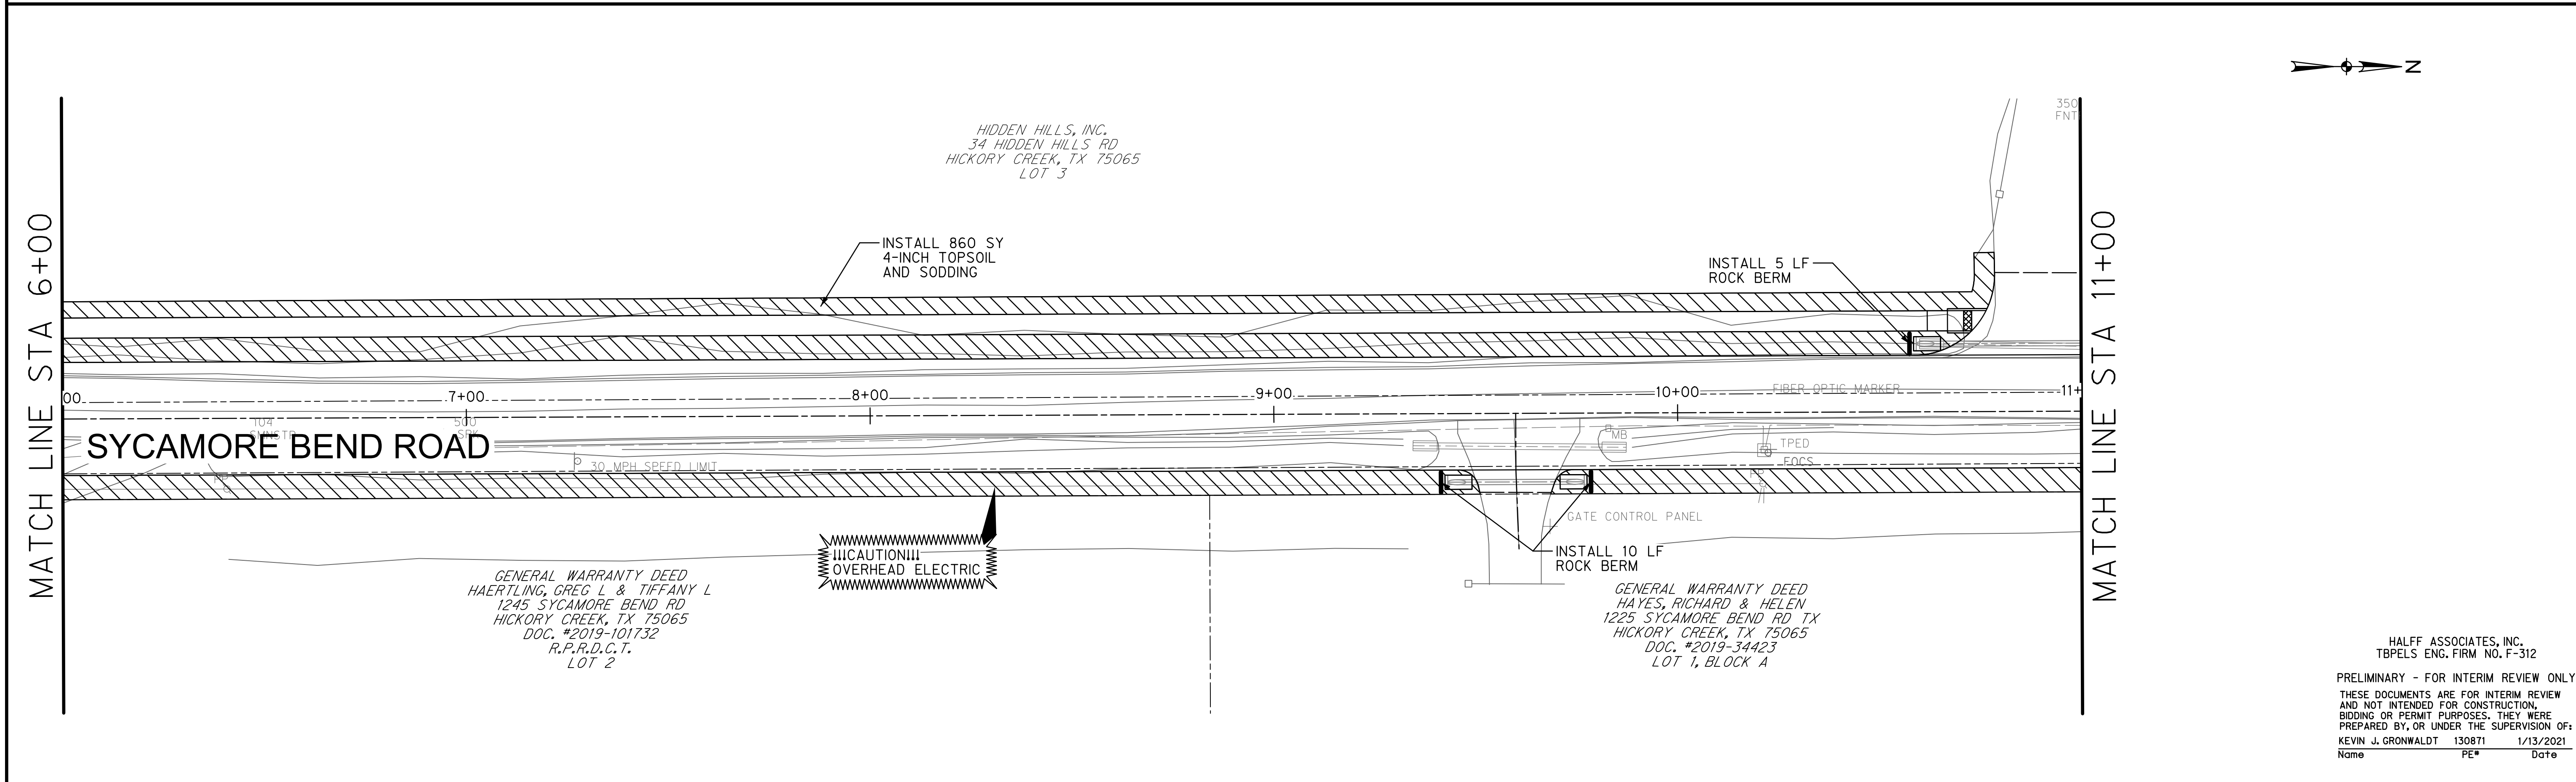 N
350
FNT
HIDDEN HILLS, INC.
34 HIDDEN HILLS RD
HICKORY CREEK, TX 75065
LOT 3
MATCH LINE STA 6+00
INSTALL 860 SY
4-INCH TOPSOIL
AND SODDING
INSTALL 5 LF
ROCK BERM
MATCH LINE STA 11+00
00
7+00
8+00
9+00
10+00
FIBER OPTIC MARKER
11+
104
500
SYCAMORE BEND ROAD
30 MPH SPEED LIMIT
MB
TPED
FOCS
PP
PP
GATE CONTROL PANEL
!!!CAUTION!!!
OVERHEAD ELECTRIC
INSTALL 10 LF
ROCK BERM
GENERAL WARRANTY DEED
HAERTLING, GREG L & TIFFANY L
1245 SYCAMORE BEND RD
HICKORY CREEK, TX 75065
DOC. #2019-101732
R.P.R.D.C.T.
LOT 2
GENERAL WARRANTY DEED
HAYES, RICHARD & HELEN
1225 SYCAMORE BEND RD TX
HICKORY CREEK, TX 75065
DOC. #2019-34423
LOT 1, BLOCK A
HALFF ASSOCIATES, INC.
TBPELS ENG. FIRM NO. F-312
PRELIMINARY - FOR INTERIM REVIEW ONLY
THESE DOCUMENTS ARE FOR INTERIM REVIEW
AND NOT INTENDED FOR CONSTRUCTION,
BIDDING OR PERMIT PURPOSES. THEY WERE
PREPARED BY, OR UNDER THE SUPERVISION OF:
KEVIN J. GRONWALDT 130871 1/13/2021
Name PE# Date